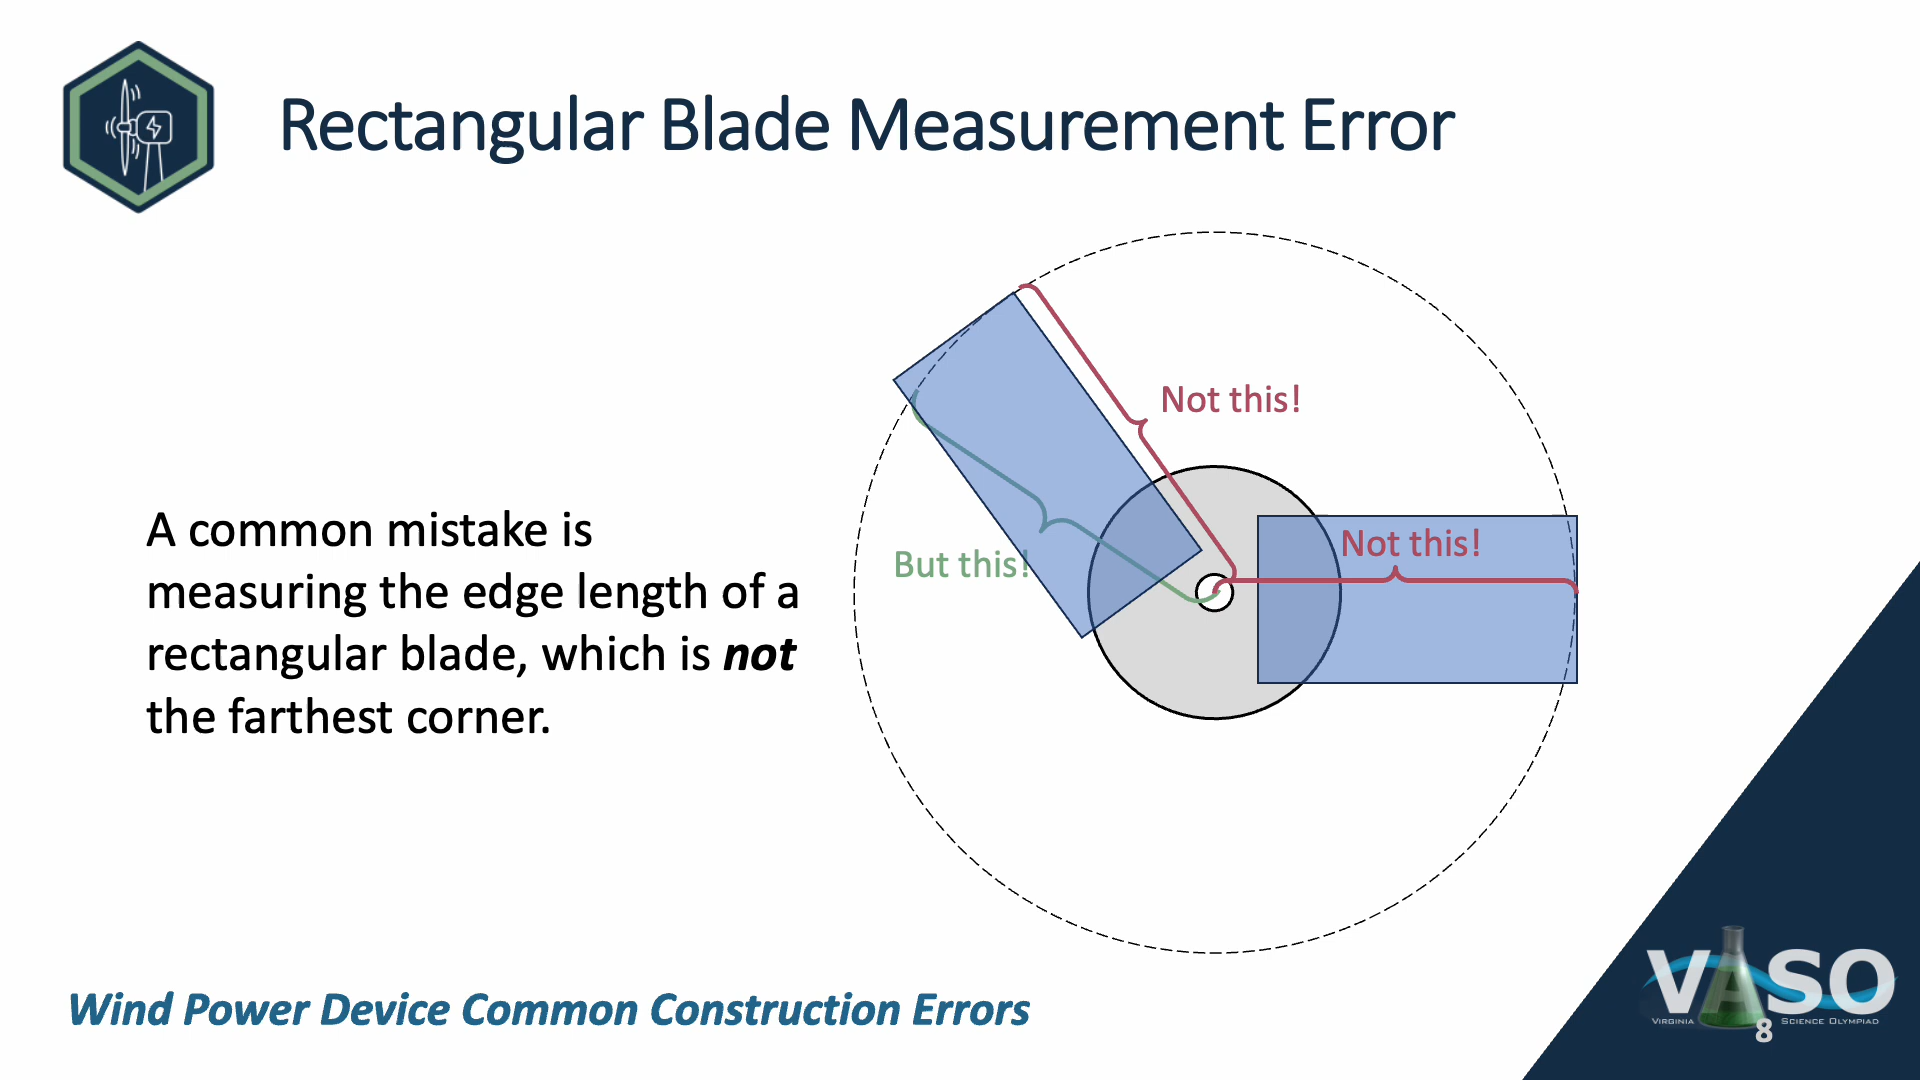 Rectangular Blade Measurement Error
Not this!
Not this!
But this!
A common mistake is
measuring the edge length of a
rectangular blade, which is not
the farthest corner.
Wind Power Device Common Construction Errors
VASO
VIRGINIA SCIENCE OLYMPIAD
8